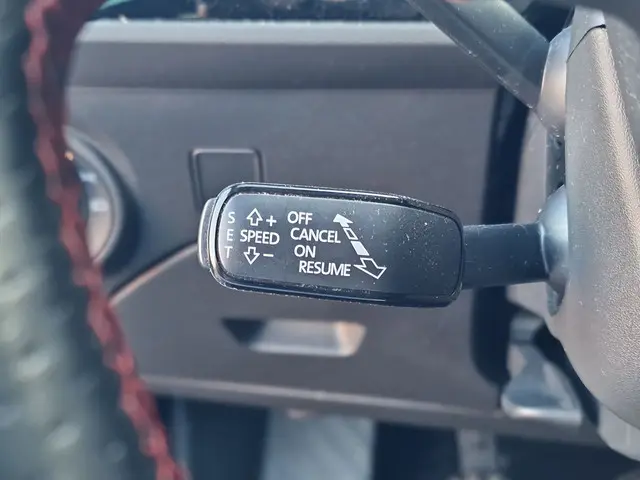 S + OFF
E SPEED CANCEL
T - ON
RESUME